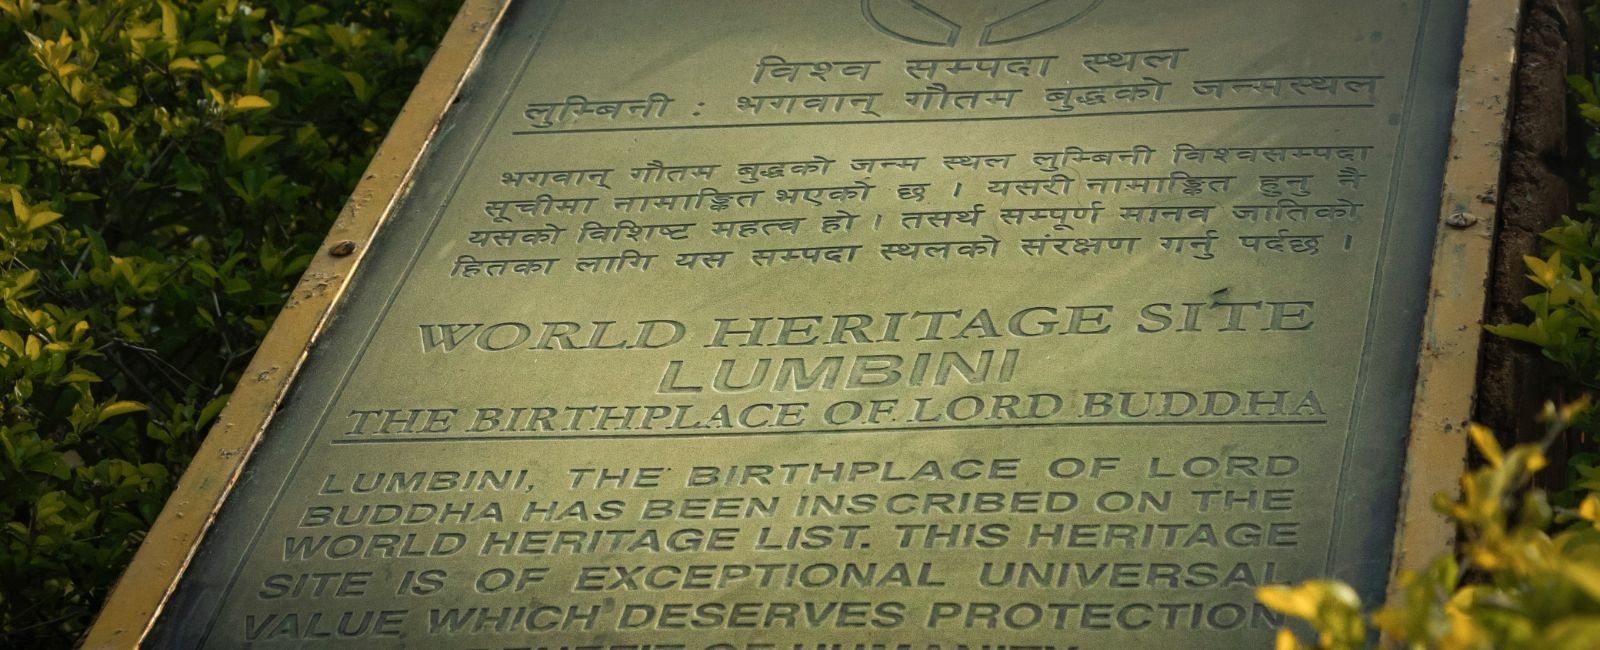 विश्व सम्पदा स्थल
लुम्बिनी : भगवान् गौतम बुद्धको जन्मस्थल
भगवान् गौतम बुद्धको जन्म स्थल लुम्बिनी विश्वसम्पदा
सूचीमा नामाङ्कित भएको छ । यसरी नामाङ्कित हुनु नै
यसको विशिष्ट महत्व हो । तसर्थ सम्पूर्ण मानव जातिको
हितका लागि यस सम्पदा स्थलको संरक्षण गर्नु पर्दछ ।
WORLD HERITAGE SITE
LUMBINI
THE BIRTHPLACE OF LORD BUDDHA
LUMBINI, THE BIRTHPLACE OF LORD
BUDDHA HAS BEEN INSCRIBED ON THE
WORLD HERITAGE LIST. THIS HERITAGE
SITE IS OF EXCEPTIONAL UNIVERSAL
VALUE WHICH DESERVES PROTECTION
BENEFIT OF HUMANITY